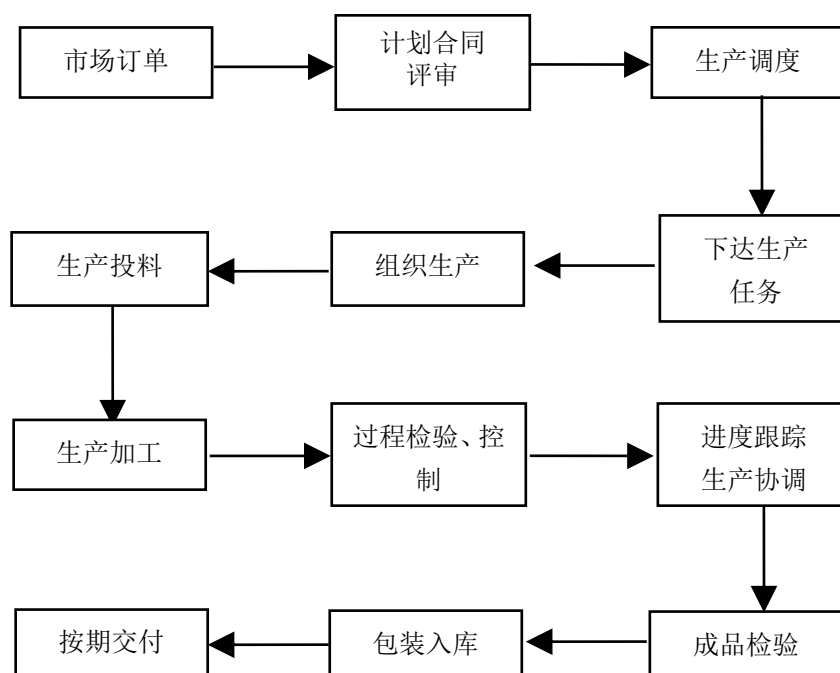 市场订单
计划合同
评审
生产调度
下达生产
任务
组织生产
生产投料
生产加工
过程检验、控
制
进度跟踪
生产协调
成品检验
包装入库
按期交付